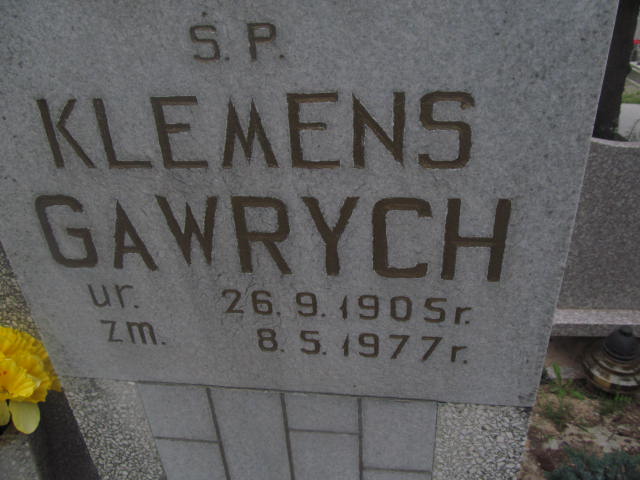 S.P.
KLEMENS
GAWRYCH
ur. 26.9.1905r.
zm. 8.5.1977r.